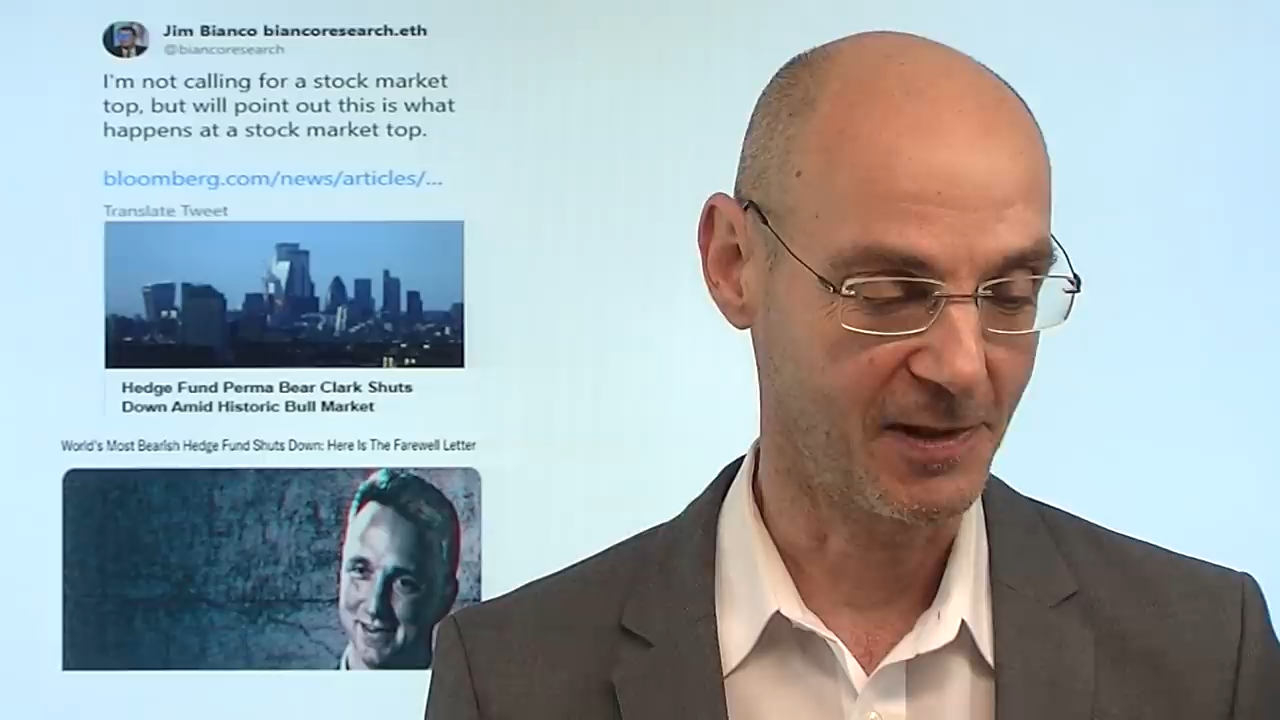 Jim Bianco biancoresearch.eth
@biancoresearch
I'm not calling for a stock market
top, but will point out this is what
happens at a stock market top.
bloomberg.com/news/articles/...
Translate Tweet
Hedge Fund Perma Bear Clark Shuts
Down Amid Historic Bull Market
World's Most Bearish Hedge Fund Shuts Down: Here Is The Farewell Letter